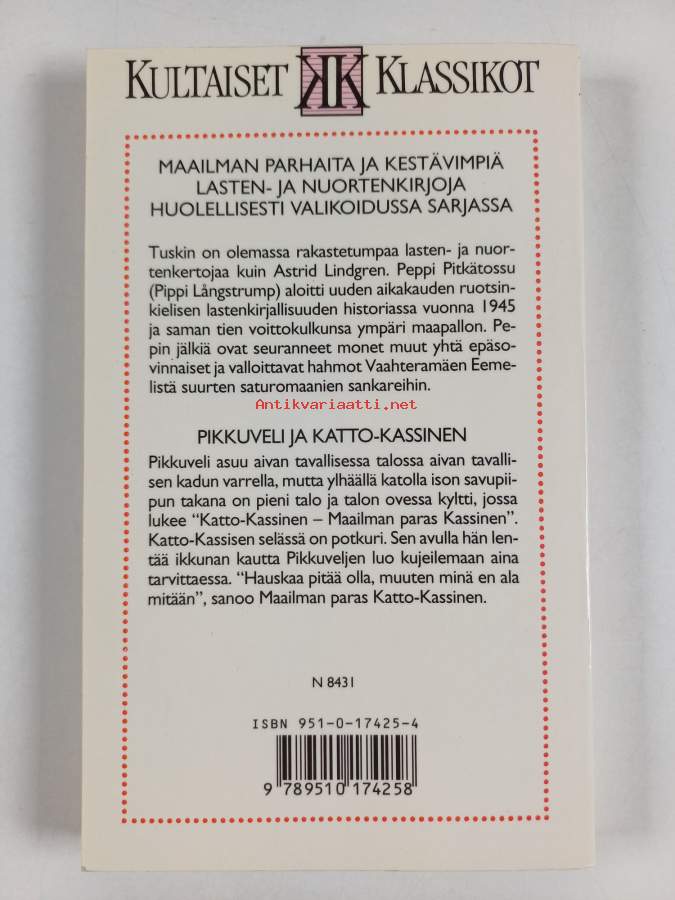 KULTAISET KK KLASSIKOT
MAAILMAN PARHAITA JA KESTÄVIMPIÄ
LASTEN- JA NUORTENKIRJOJA
HUOLELLISESTI VALIKOIDUSSA SARJASSA
Tuskin on olemassa rakastetumpaa lasten- ja nuor-
tenkertojaa kuin Astrid Lindgren. Peppi Pitkätossu
(Pippi Långstrump) aloitti uuden aikakauden ruotsin-
kielisen lastenkirjallisuuden historiassa vuonna 1945
ja saman tien voittokulkunsa ympäri maapallon. Pe-
pin jälkiä ovat seuranneet monet muut yhtä epäso-
vinnaiset ja valloittavat hahmot Vaahteramäen Eeme-
listä suurten saturomaanien sankareihin.
Antikvariaatti.net
PIKKUVELI JA KATTO-KASSINEN
Pikkuveli asuu aivan tavallisessa talossa aivan tavalli-
sen kadun varrella, mutta ylhäällä katolla ison savupii-
pun takana on pieni talo ja talon ovessa kyltti, jossa
lukee “Katto-Kassinen – Maailman paras Kassinen”.
Katto-Kassisen selässä on potkuri. Sen avulla hän len-
tää ikkunan kautta Pikkuveljen luo kujeilemaan aina
tarvittaessa. “Hauskaa pitää olla, muuten minä en ala
mitään”, sanoo Maailman paras Katto-Kassinen.
N 8431
ISBN 951-0-17425-4
9 789510 174258